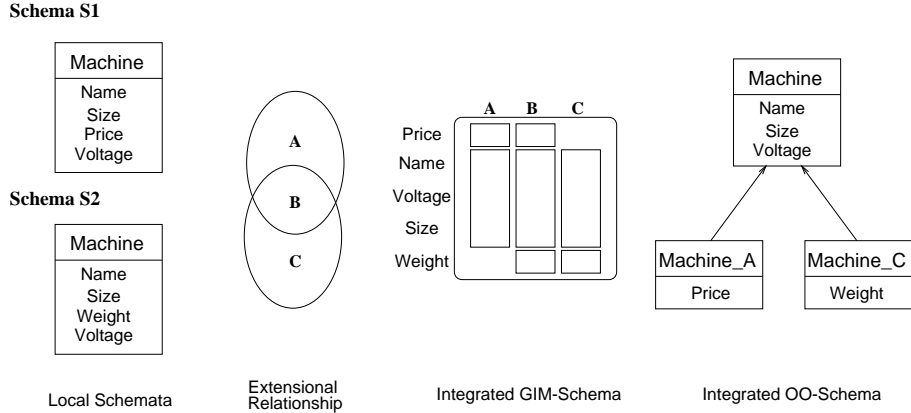 Schema S1
Machine
Name
Size
Price
Voltage
Schema S2
Machine
Name
Size
Weight
Voltage
Local Schemata
A
B
C
Extensional
Relationship
A B C
Price
Name
Voltage
Size
Weight
Integrated GIM-Schema
Machine
Name
Size
Voltage
Machine_A
Price
Machine_C
Weight
Integrated OO-Schema